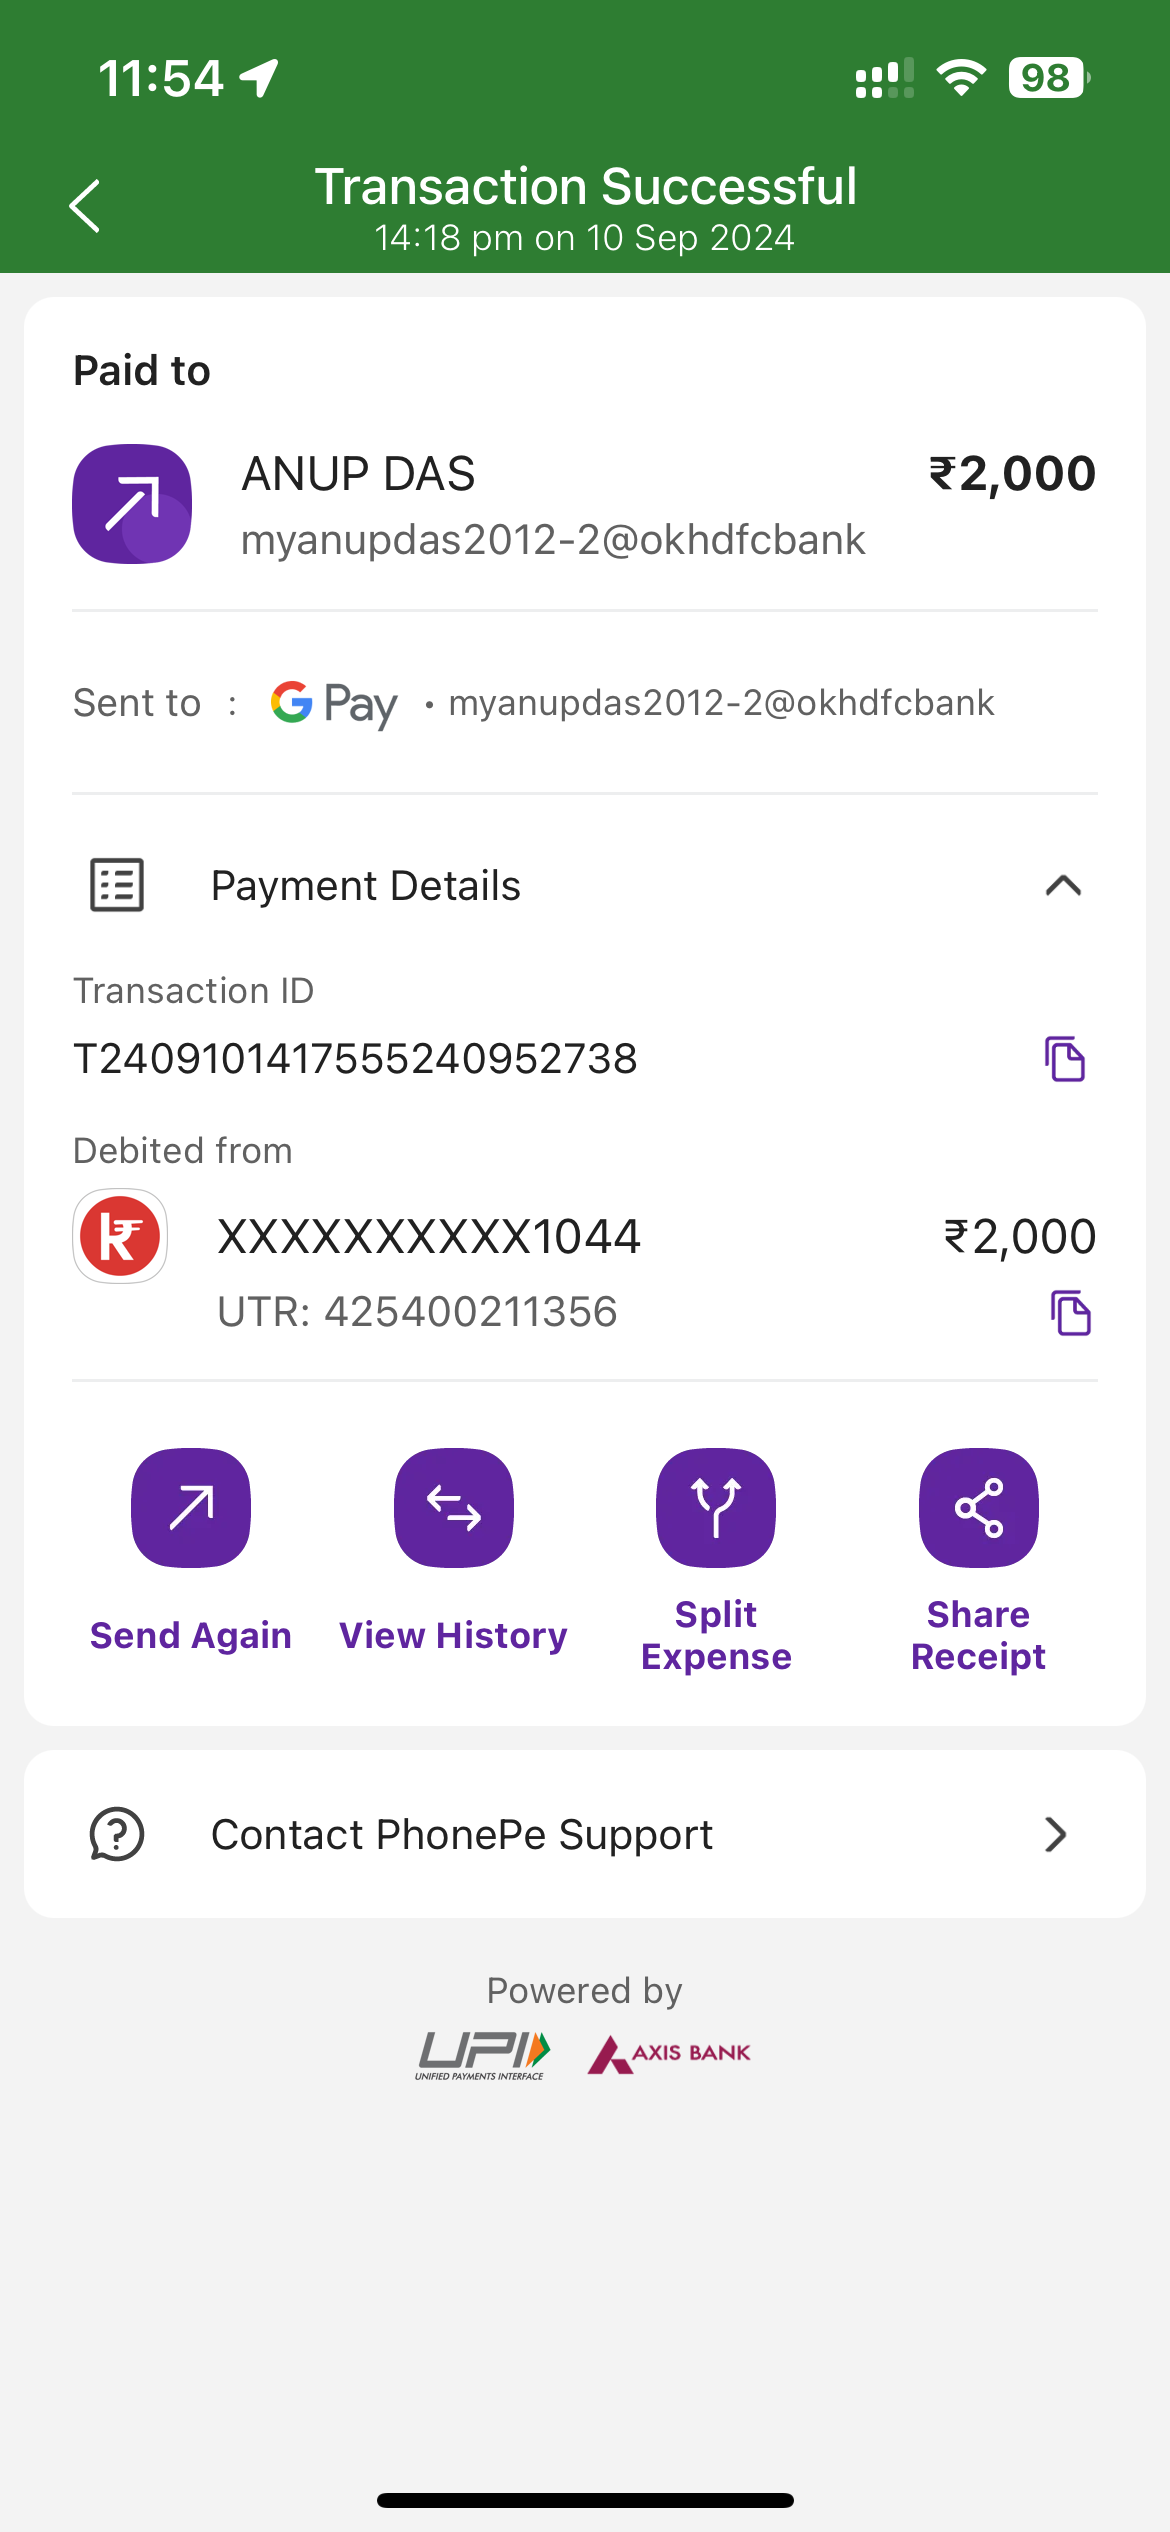 11:54
98
Transaction Successful
14:18 pm on 10 Sep 2024
Paid to
ANUP DAS
₹2,000
myanupdas2012-2@okhdfcbank
Sent to : G Pay • myanupdas2012-2@okhdfcbank
Payment Details
Transaction ID
T2409101417555240952738
Debited from
XXXXXXXXXX1044
₹2,000
UTR: 425400211356
Send Again
View History
Split
Expense
Share
Receipt
Contact PhonePe Support
Powered by
UPI
UNIFIED PAYMENTS INTERFACE
AXIS BANK